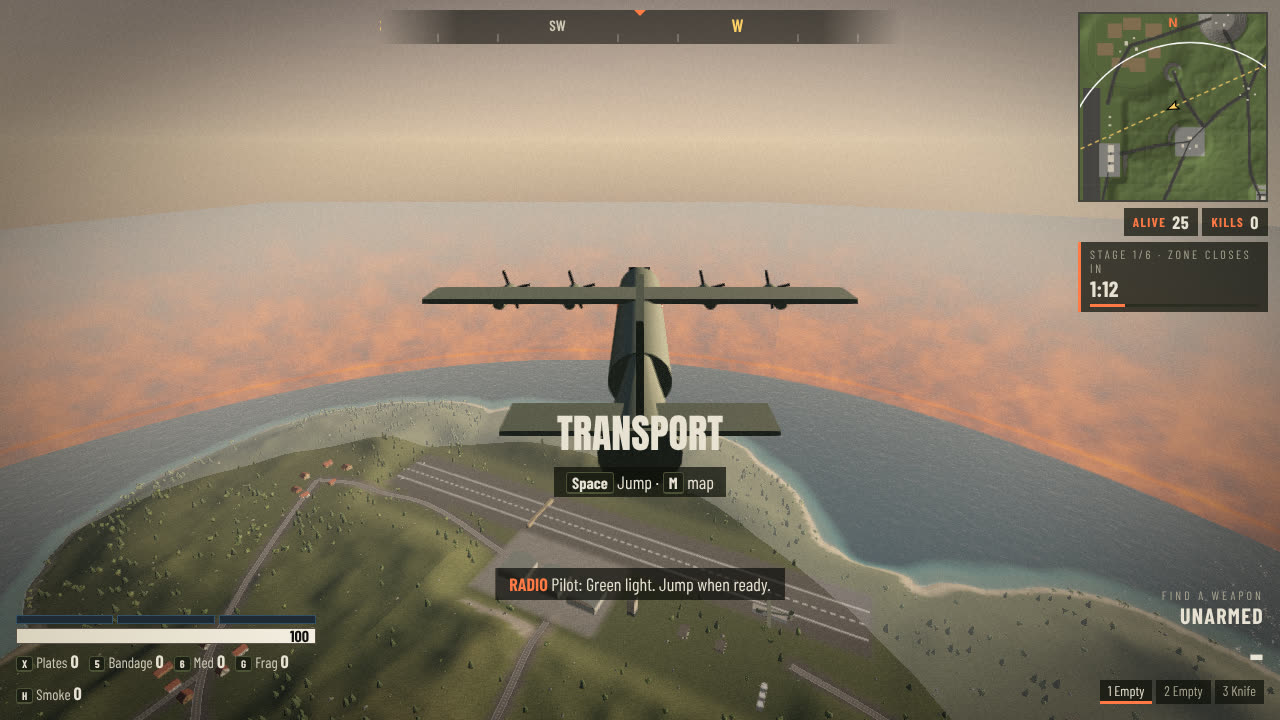 SW
W
N
ALIVE 25
KILLS 0
STAGE 1/6 · ZONE CLOSES
IN
1:12
TRANSPORT
Space Jump · M map
RADIO Pilot: Green light. Jump when ready.
FIND A WEAPON
UNARMED
100
X Plates 0 5 Bandage 0 6 Med 0 G Frag 0
H Smoke 0
1 Empty 2 Empty 3 Knife